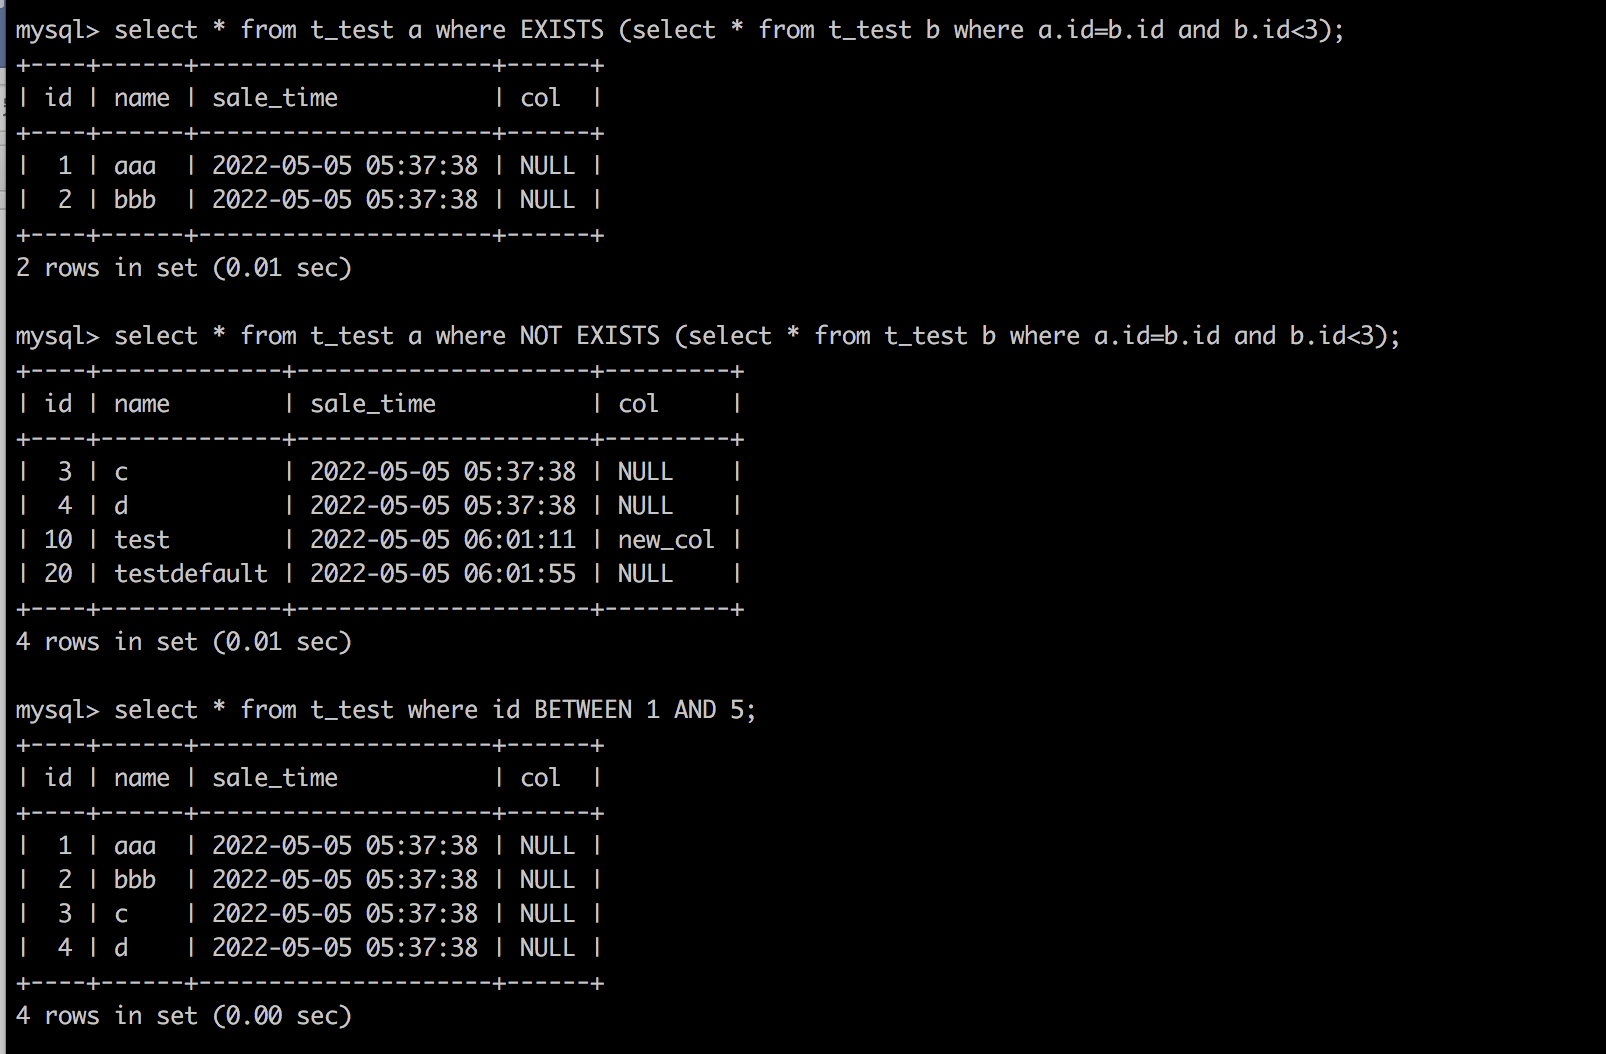 mysql> select * from t_test a where EXISTS (select * from t_test b where a.id=b.id and b.id<3);
+----+------+---------------------+------+
| id | name | sale_time           | col  |
+----+------+---------------------+------+
|  1 | aaa  | 2022-05-05 05:37:38 | NULL |
|  2 | bbb  | 2022-05-05 05:37:38 | NULL |
+----+------+---------------------+------+
2 rows in set (0.01 sec)
mysql> select * from t_test a where NOT EXISTS (select * from t_test b where a.id=b.id and b.id<3);
+----+-------------+---------------------+---------+
| id | name        | sale_time           | col     |
+----+-------------+---------------------+---------+
|  3 | c           | 2022-05-05 05:37:38 | NULL    |
|  4 | d           | 2022-05-05 05:37:38 | NULL    |
| 10 | test        | 2022-05-05 06:01:11 | new_col |
| 20 | testdefault | 2022-05-05 06:01:55 | NULL    |
+----+-------------+---------------------+---------+
4 rows in set (0.01 sec)
mysql> select * from t_test where id BETWEEN 1 AND 5;
+----+------+---------------------+------+
| id | name | sale_time           | col  |
+----+------+---------------------+------+
|  1 | aaa  | 2022-05-05 05:37:38 | NULL |
|  2 | bbb  | 2022-05-05 05:37:38 | NULL |
|  3 | c    | 2022-05-05 05:37:38 | NULL |
|  4 | d    | 2022-05-05 05:37:38 | NULL |
+----+------+---------------------+------+
4 rows in set (0.00 sec)